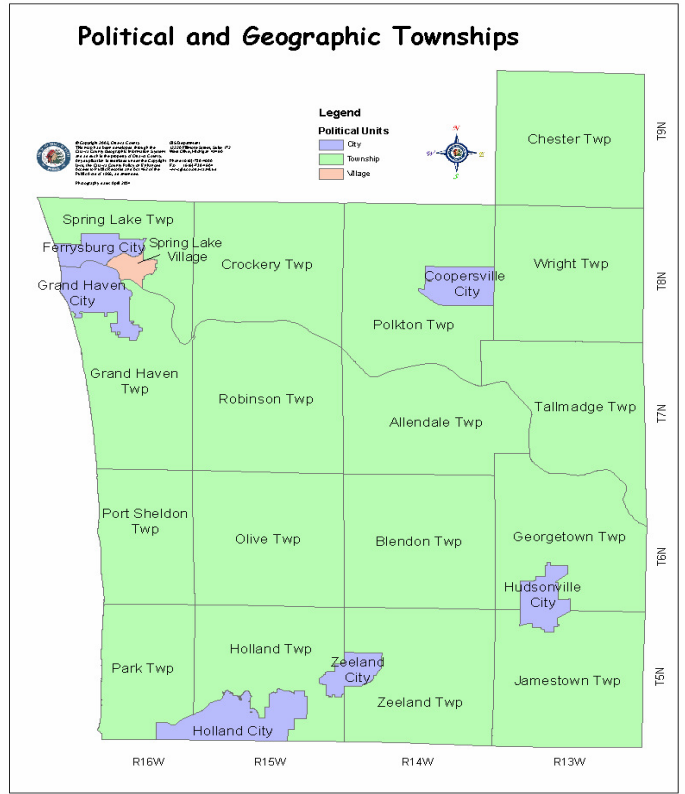 Political and Geographic Townships
Legend
Political Units
City
Township
Village
N
S
Chester Twp
T9N
Spring Lake Twp
Ferrysburg City
Spring Lake
Village
Grand Haven
City
Crockery Twp
Coopersville
City
Polkton Twp
Wright Twp
T8N
Grand Haven
Twp
Robinson Twp
Allendale Twp
Tallmadge Twp
T7N
Port Sheldon
Twp
Olive Twp
Blendon Twp
Georgetown Twp
Hudsonville
City
T6N
Park Twp
Holland Twp
Zeeland
City
Holland City
Zeeland Twp
Jamestown Twp
T5N
R16W
R15W
R14W
R13W